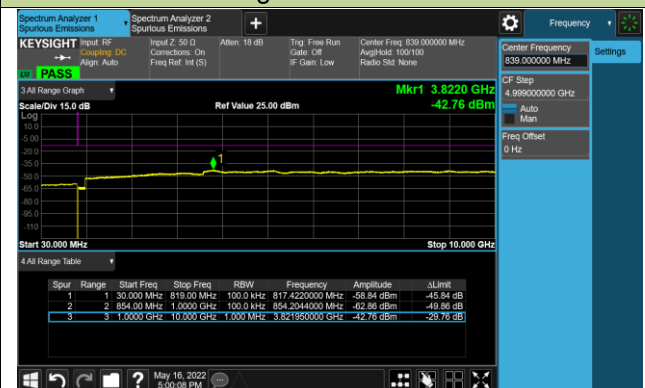 Spectrum Analyzer 1
Spurious Emissions
Spectrum Analyzer 2
Spurious Emissions
+
Frequency
KEYSIGHT
Input: RF
Coupling: DC
Align: Auto
Input Z: 50 Ω
Corrections: On
Freq Ref: Int (S)
Atten: 18 dB
Trig: Free Run
Gate: Off
IF Gain: Low
Center Freq: 839.000000 MHz
Avg|Hold: 100/100
Radio Std: None
PASS
Center Frequency
839.000000 MHz
Settings
CF Step
4.999000000 GHz
Auto
Man
Freq Offset
0 Hz
3 All Range Graph
Mkr1 3.8220 GHz
-42.76 dBm
Scale/Div 15.0 dB
Ref Value 25.00 dBm
Log
10.0
-5.00
-20.0
-35.0
-50.0
-65.0
-80.0
-95.0
-110
1
Start 30.000 MHz
Stop 10.000 GHz
4 All Range Table
Spur Range Start Freq Stop Freq RBW Frequency Amplitude ΔLimit
1 1 30.000 MHz 819.00 MHz 100.0 kHz 817.4220000 MHz -58.84 dBm -45.84 dB
2 2 854.00 MHz 1.0000 GHz 100.0 kHz 854.2044000 MHz -62.86 dBm -49.86 dB
3 3 1.0000 GHz 10.000 GHz 1.000 MHz 3.821950000 GHz -42.76 dBm -29.76 dB
?
May 16, 2022
5:00:08 PM